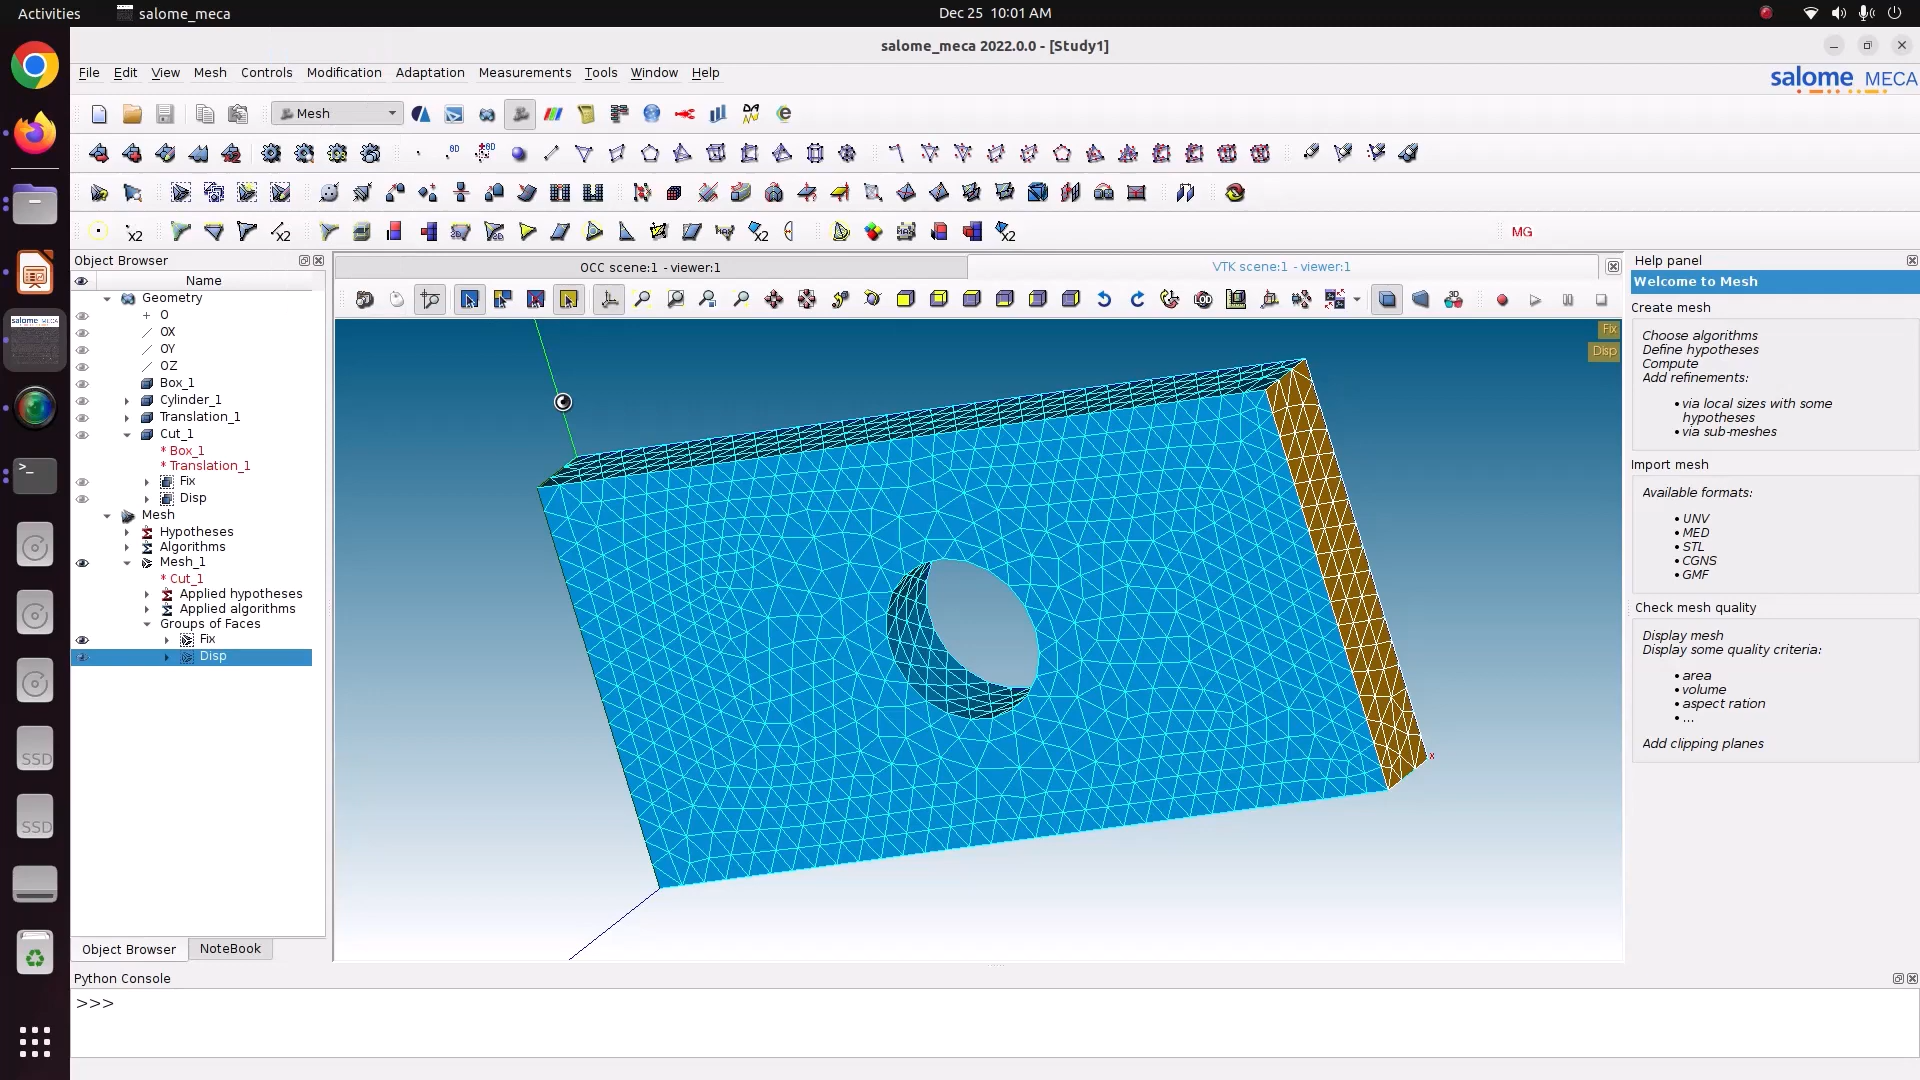 Activities
salome_meca
Dec 25 10:01 AM
salome_meca 2022.0.0 - [Study1]
File Edit View Mesh Controls Modification Adaptation Measurements Tools Window Help
salome MECA
Mesh
MG
Object Browser
Name
Geometry
O
OX
OY
OZ
Box_1
Cylinder_1
Translation_1
Cut_1
* Box_1
* Translation_1
Fix
Disp
Mesh
Hypotheses
Algorithms
Mesh_1
* Cut_1
Applied hypotheses
Applied algorithms
Groups of Faces
Fix
Disp
Object Browser
NoteBook
OCC scene:1 - viewer:1
VTK scene:1 - viewer:1
Fix
Disp
x
Help panel
Welcome to Mesh
Create mesh
Choose algorithms
Define hypotheses
Compute
Add refinements:
• via local sizes with some
hypotheses
• via sub-meshes
Import mesh
Available formats:
• UNV
• MED
• STL
• CGNS
• GMF
Check mesh quality
Display mesh
Display some quality criteria:
• area
• volume
• aspect ration
• ...
Add clipping planes
Python Console
>>>
SSD
SSD